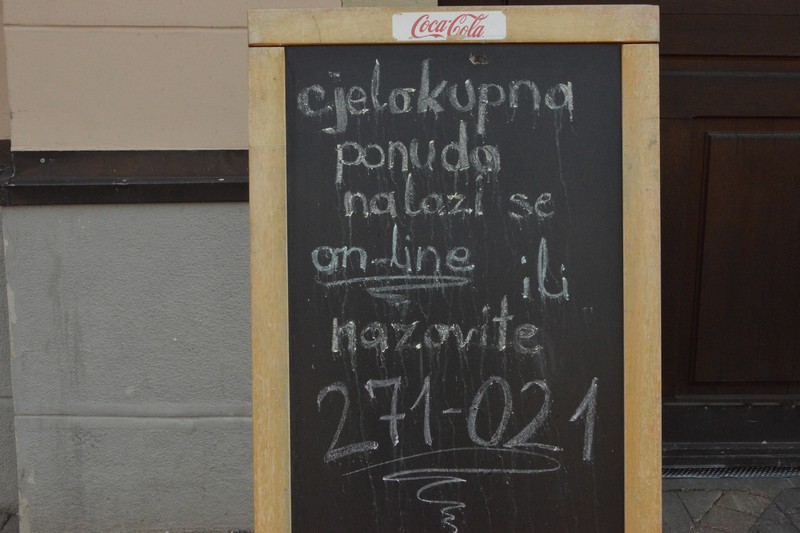 Coca-Cola
cjelokupna
ponuda
nalazi se
on-line ili
nazovite
271-021